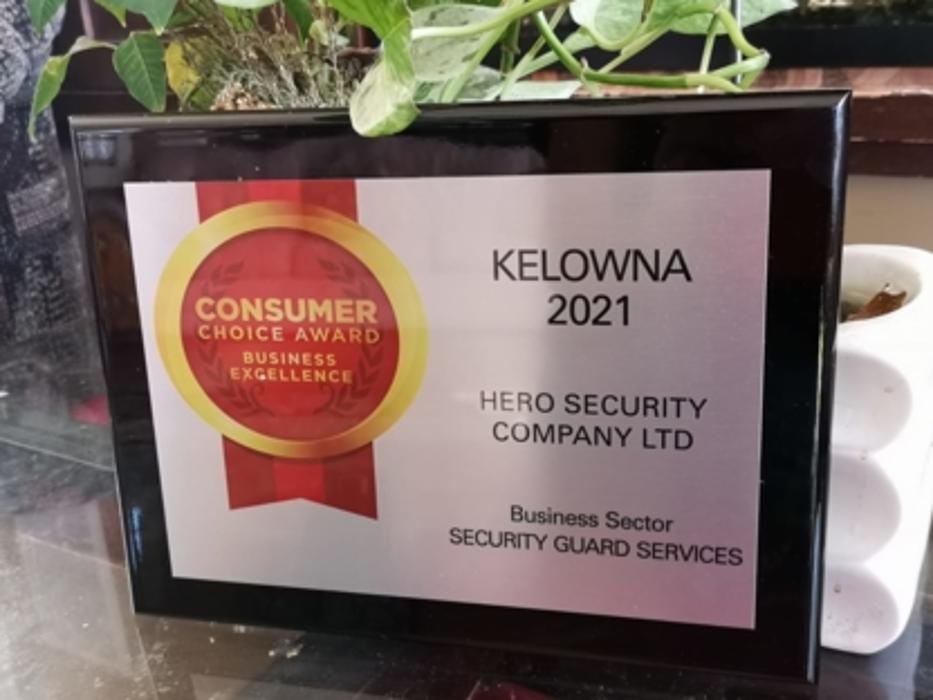 CONSUMER
CHOICE AWARD
BUSINESS
EXCELLENCE
KELOWNA
2021
HERO SECURITY
COMPANY LTD
Business Sector
SECURITY GUARD SERVICES